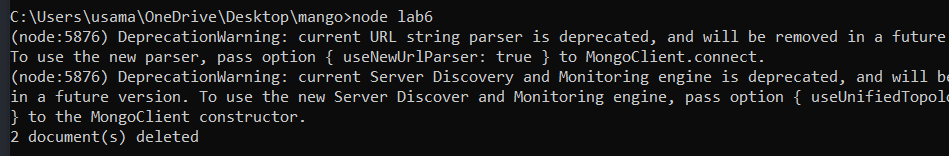 C:\Users\usama\OneDrive\Desktop\mango>node lab6
(node:5876) DeprecationWarning: current URL string parser is deprecated, and will be removed in a future
To use the new parser, pass option { useNewUrlParser: true } to MongoClient.connect.
(node:5876) DeprecationWarning: current Server Discovery and Monitoring engine is deprecated, and will be
in a future version. To use the new Server Discover and Monitoring engine, pass option { useUnifiedTopolo
} to the MongoClient constructor.
2 document(s) deleted